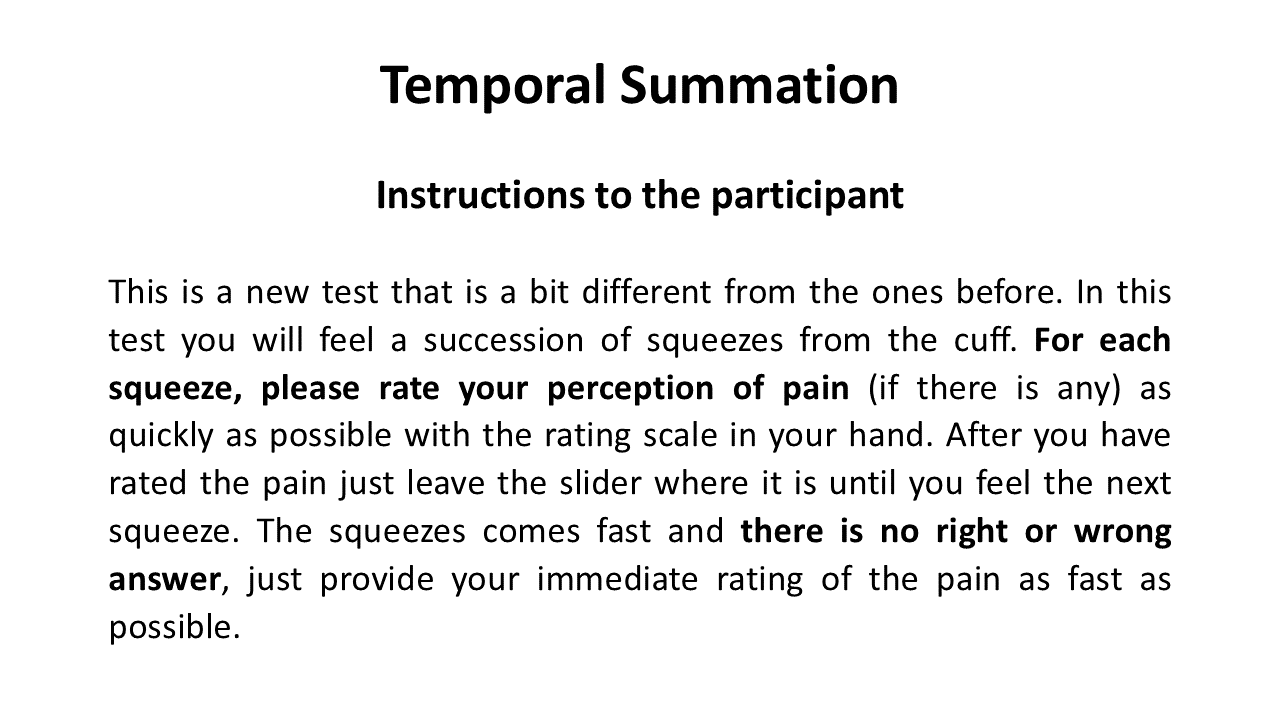 Temporal Summation
Instructions to the participant
This is a new test that is a bit different from the ones before. In this
test you will feel a succession of squeezes from the cuff. For each
squeeze, please rate your perception of pain (if there is any) as
quickly as possible with the rating scale in your hand. After you have
rated the pain just leave the slider where it is until you feel the next
squeeze. The squeezes comes fast and there is no right or wrong
answer, just provide your immediate rating of the pain as fast as
possible.